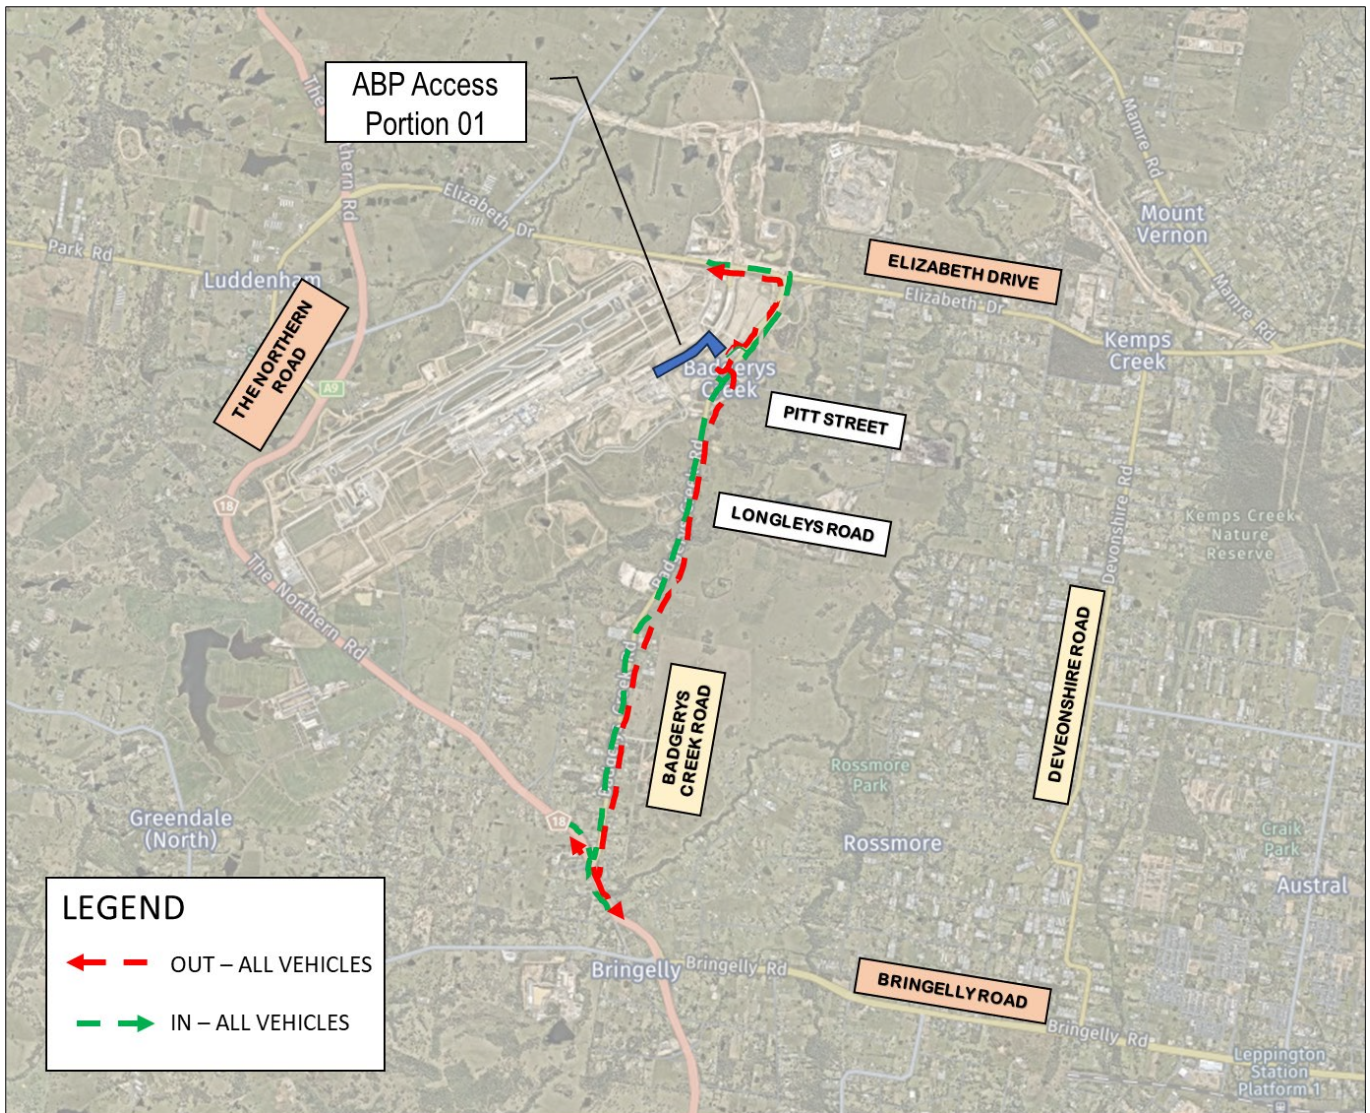 ABP Access
Portion 01
The Northern Rd
Mamre Rd
Mount
Vernon
Elizabeth Dr
Park Rd
Luddenham
ELIZABETH DRIVE
Elizabeth Dr
Mamre Rd
Kemps
Creek
THE NORTHERN
ROAD
A9
Badgerys
Creek
PITT STREET
18
LONGLEYS ROAD
Devonshire Rd
Kemps Creek
Nature
Reserve
The Northern Rd
DEVEONSHIRE ROAD
BADGERYS
CREEK ROAD
Rossmore
Park
18
Greendale
(North)
Rossmore
Craik
Park
Austral
LEGEND
OUT – ALL VEHICLES
IN – ALL VEHICLES
Bringelly
Bringelly Rd
BRINGELLY ROAD
Bringelly Rd
Leppington
Station
Platform 1